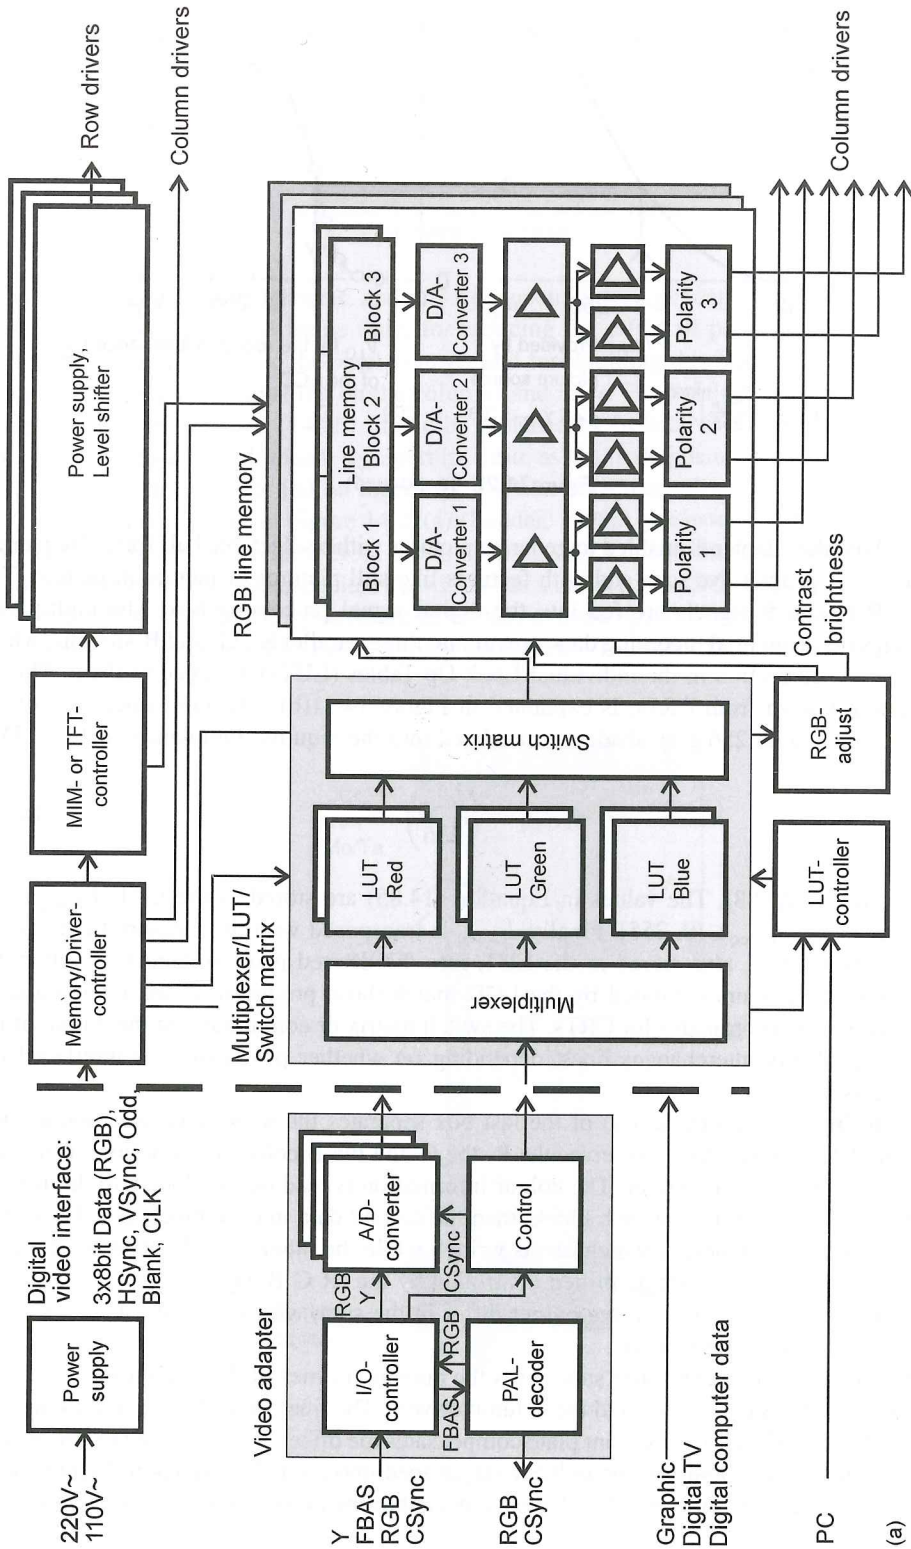 220V~
110V~
Power
supply
Digital
video interface:
3x8bit Data (RGB),
HSync, VSync, Odd,
Blank, CLK
Memory/Driver-
controller
MIM- or TFT-
controller
Power supply,
Level shifter
Row drivers
Column drivers
Video adapter
Y
FBAS
RGB
CSync
I/O-
controller
RGB
Y
A/D-
converter
FBAS
RGB
CSync
RGB
CSync
PAL-
decoder
Control
Multiplexer/LUT/
Switch matrix
Multiplexer
LUT
Red
LUT
Green
LUT
Blue
Switch matrix
RGB line memory
Line memory
Block 1
Block 2
Block 3
D/A-
Converter 1
D/A-
Converter 2
D/A-
Converter 3
Polarity
1
Polarity
2
Polarity
3
Column drivers
Graphic
Digital TV
Digital computer data
LUT-
controller
RGB-
adjust
Contrast
brightness
PC
(a)